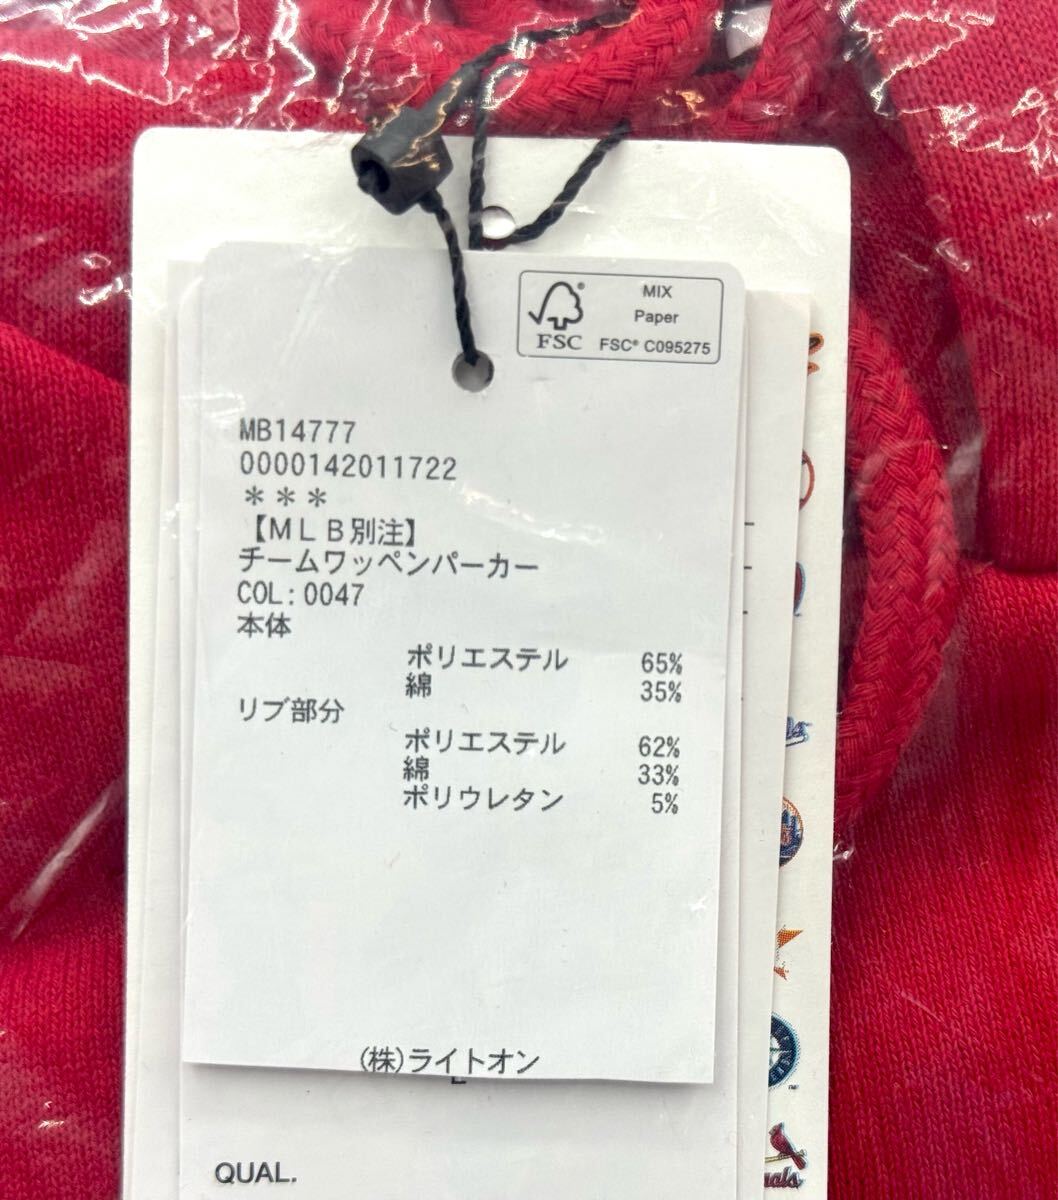 MIX
Paper
FSC
FSC® C095275
MB14777
0000142011722
＊＊＊
【ＭＬＢ別注】
チームワッペンパーカー
COL:0047
本体
ポリエステル 65%
綿 35%
リブ部分
ポリエステル 62%
綿 33%
ポリウレタン 5%
(株)ライトオン
QUAL.